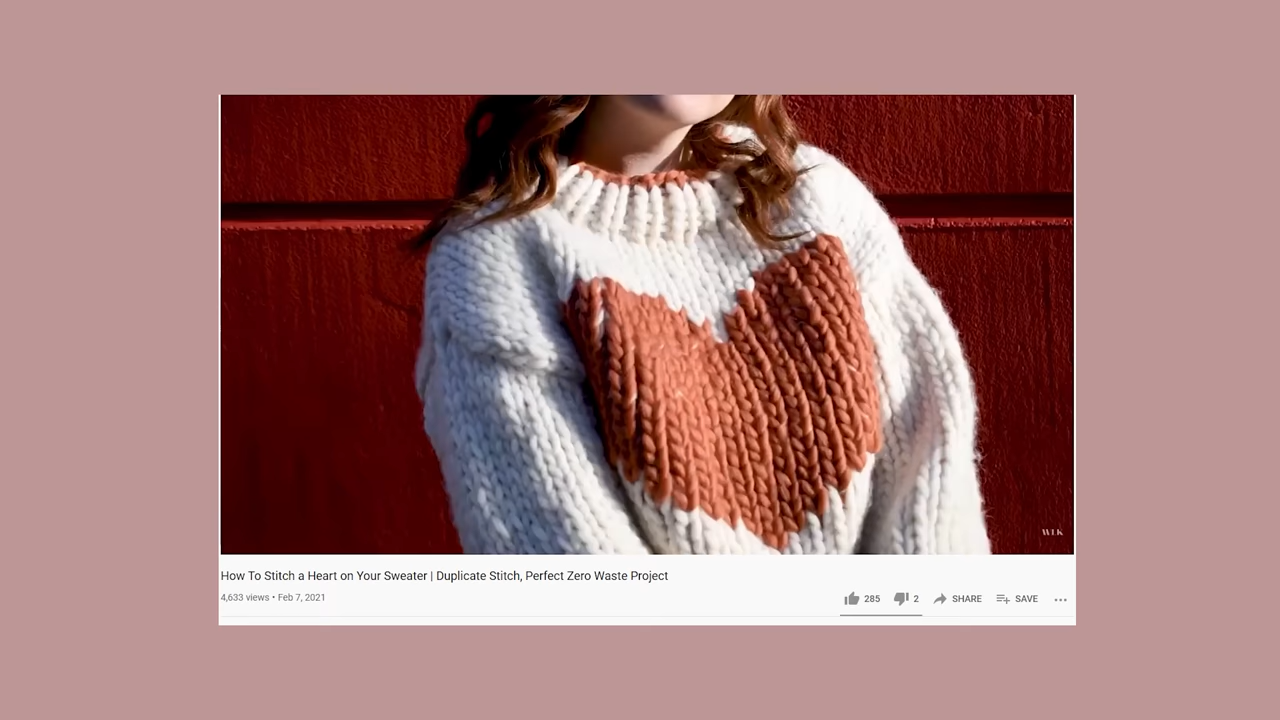 WLK
How To Stitch a Heart on Your Sweater | Duplicate Stitch, Perfect Zero Waste Project
4,633 views • Feb 7, 2021
285 2 SHARE SAVE